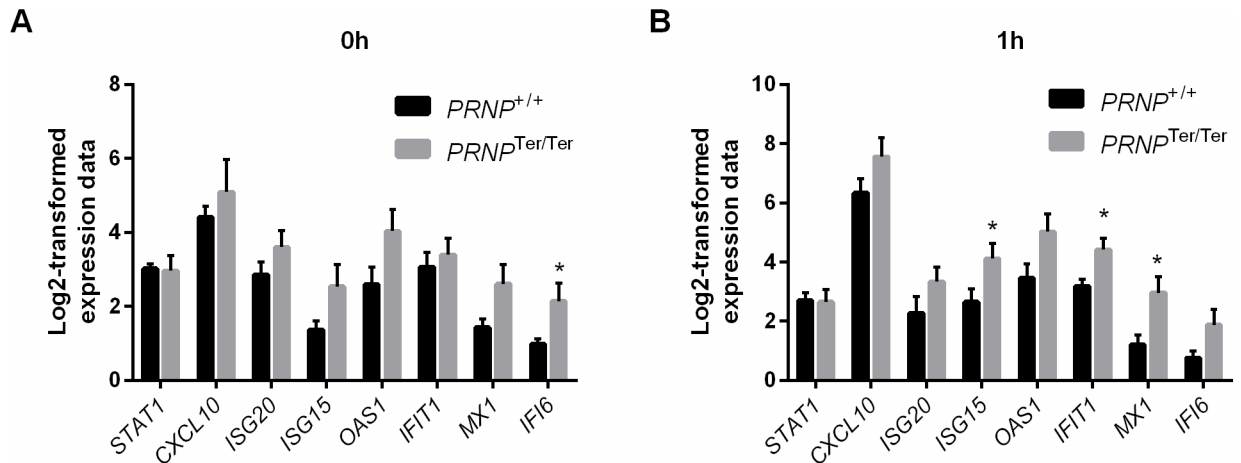 A
0h
Log2-transformed
expression data
8
6
4
2
0
PRNP+/+
PRNPTer/Ter
*
STAT1
CXCL10
ISG20
ISG15
OAS1
IFIT1
MX1
IFI6
B
1h
Log2-transformed
expression data
10
8
6
4
2
0
PRNP+/+
PRNPTer/Ter
*
*
*
STAT1
CXCL10
ISG20
ISG15
OAS1
IFIT1
MX1
IFI6